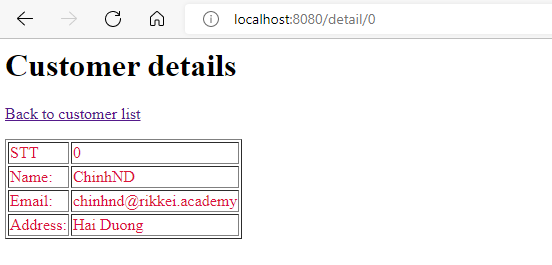 localhost:8080/detail/0
Customer details
Back to customer list
STT 0
Name: ChinhND
Email: chinhnd@rikkei.academy
Address: Hai Duong